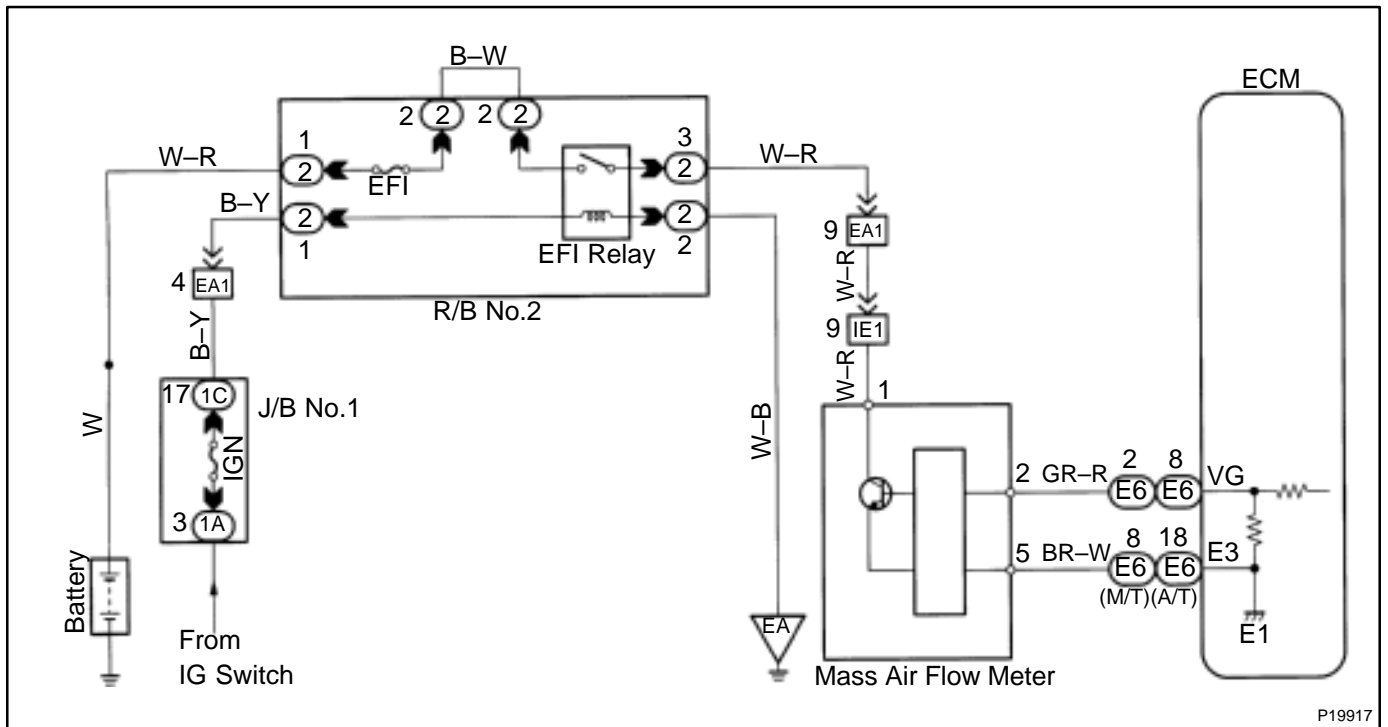 B–W
ECM
2 2 2 2
1 3
W–R 2 EFI 2 W–R
B–Y 2 2
1 EFI Relay 2
9 EA1
4 EA1
R/B No.2
W–R
9 IE1
B–Y
W–R
1
17 1C J/B No.1
W
IGN
W–B
3 1A
2 GR–R 2 8 VG
E6 E6
5 BR–W 8 18 E3
E6 E6
(M/T)(A/T)
Battery
EA
E1
From
IG Switch
Mass Air Flow Meter
P19917